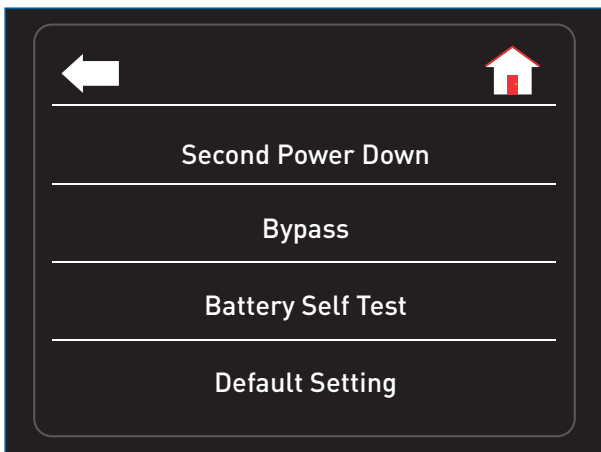 Second Power Down
Bypass
Battery Self Test
Default Setting